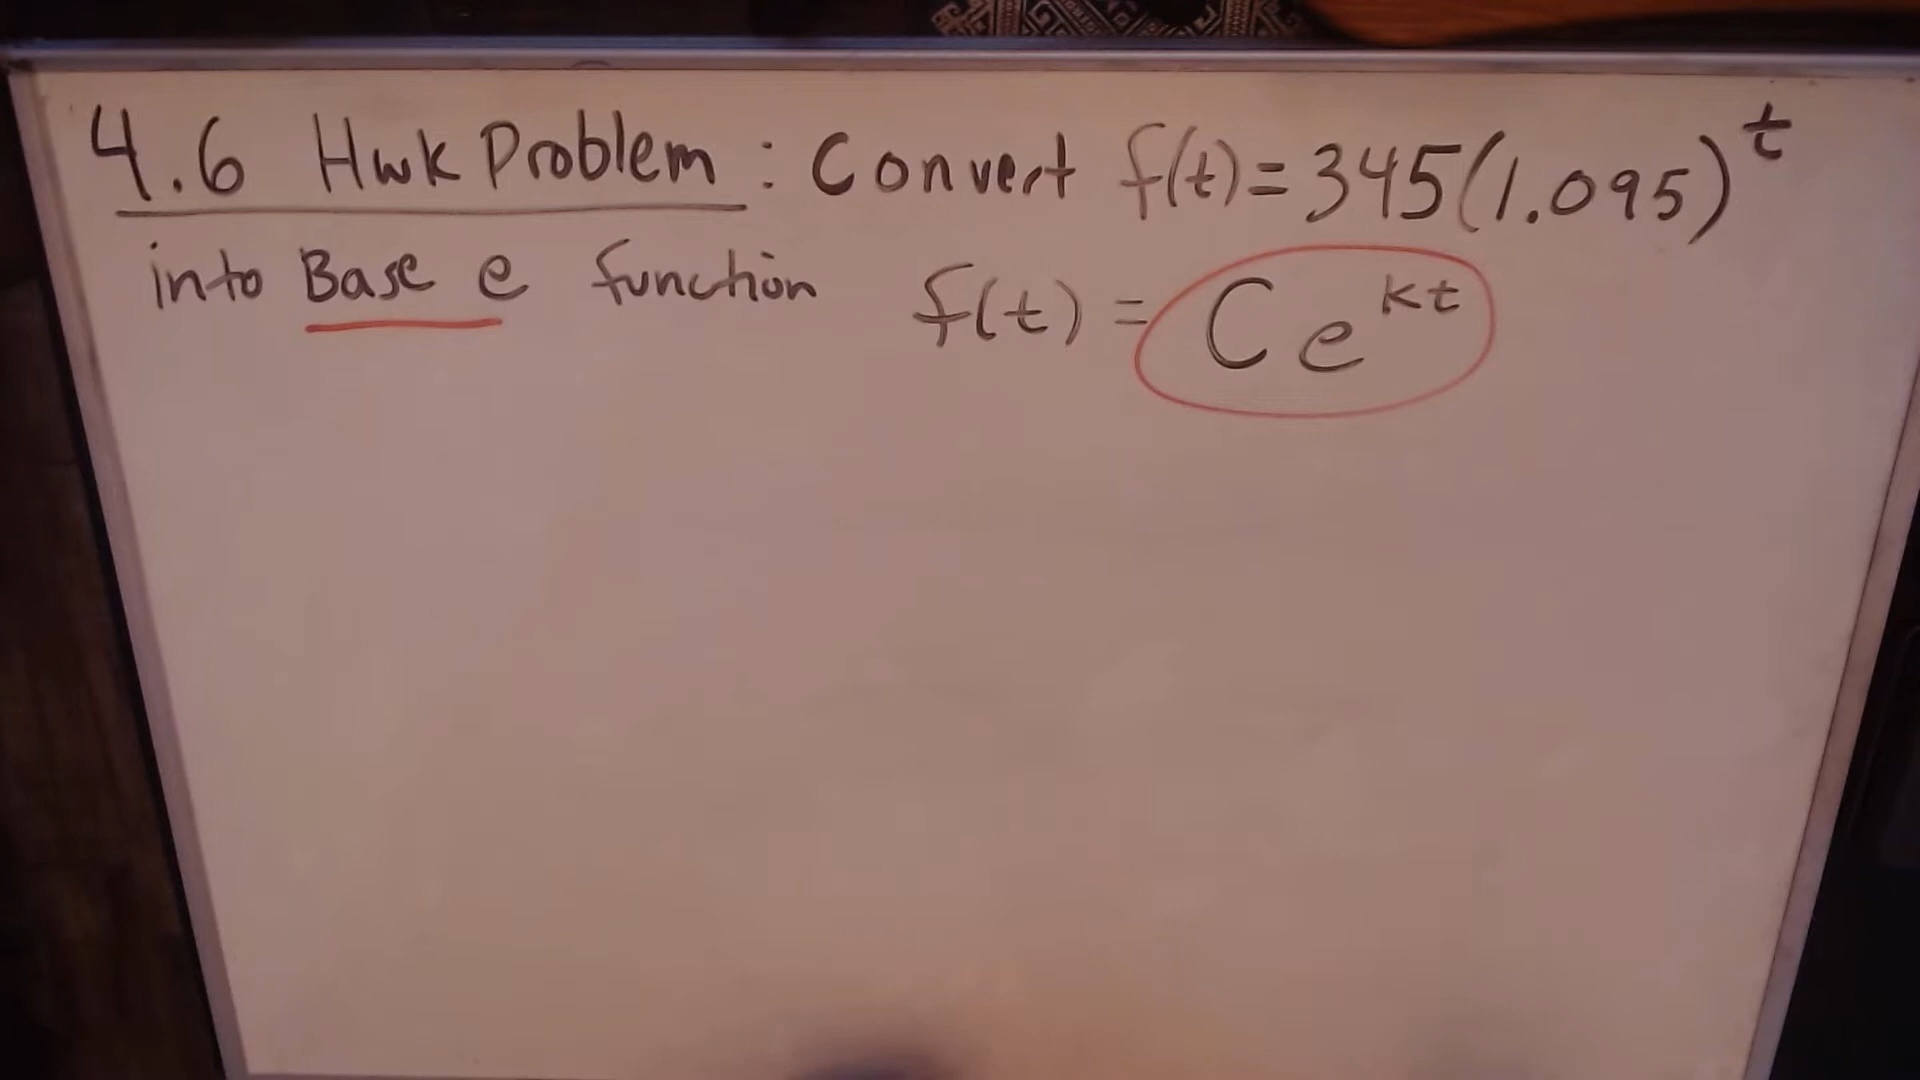 4.6 Hwk Problem : Convert f(t)=345(1.095)^t
into Base e function f(t) = Ce^kt